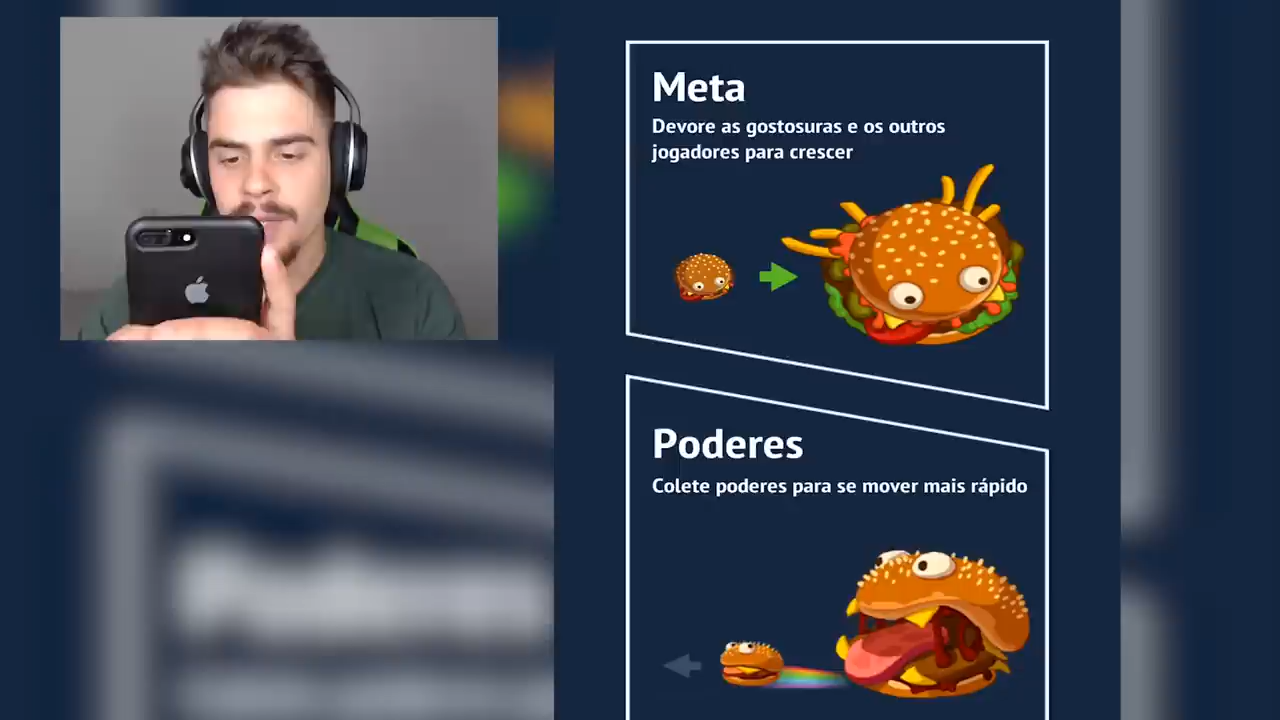 Meta
Devore as gostosuras e os outros
jogadores para crescer
Poderes
Colete poderes para se mover mais rápido